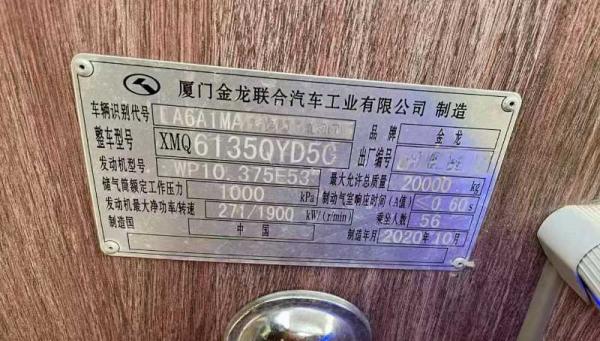 厦门金龙联合汽车工业有限公司 制造
车辆识别代号 LA6A1MA 品牌 金龙
整车型号 XMQ6135QYD5C 出厂编号
发动机型号 WP10.375E53 最大允许总质量 20000 kg
储气筒额定工作压力 1000 kPa 制动气室响应时间(A值) ≤0.60s
发动机最大净功率/转速 271/1900 kW/(r/min) 乘坐人数 56
制造国 中国 制造年月 2020年10月